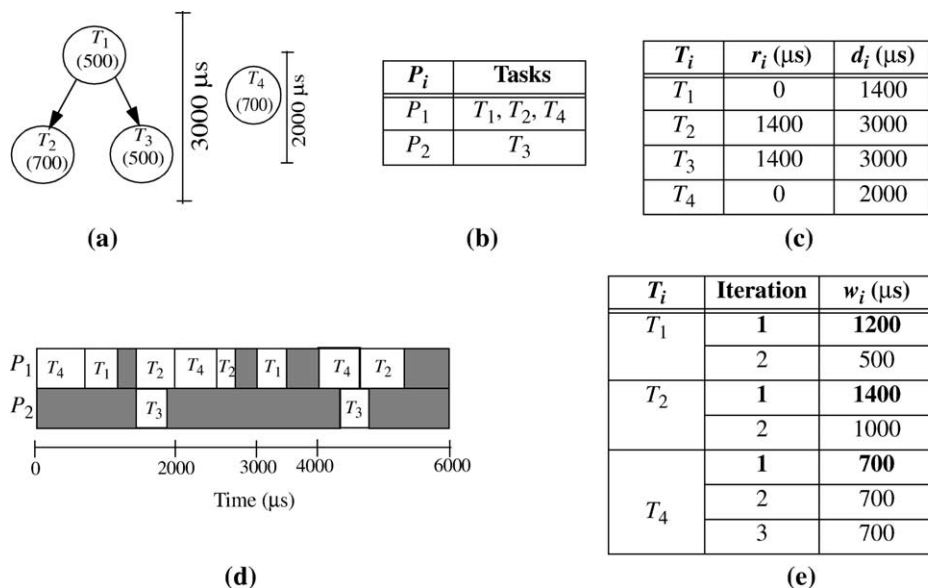 T1
(500)
T2
(700)
T3
(500)
3000 µs
T4
(700)
2000 µs
(a)
Pi Tasks
P1 T1, T2, T4
P2 T3
(b)
Ti ri (µs) di (µs)
T1 0 1400
T2 1400 3000
T3 1400 3000
T4 0 2000
(c)
P1 T4 T1 T2 T4 T2 T1 T4 T2
P2 T3 T3
0 2000 3000 4000 6000
Time (µs)
(d)
Ti Iteration wi (µs)
T1 1 1200
2 500
T2 1 1400
2 1000
T4 1 700
2 700
3 700
(e)